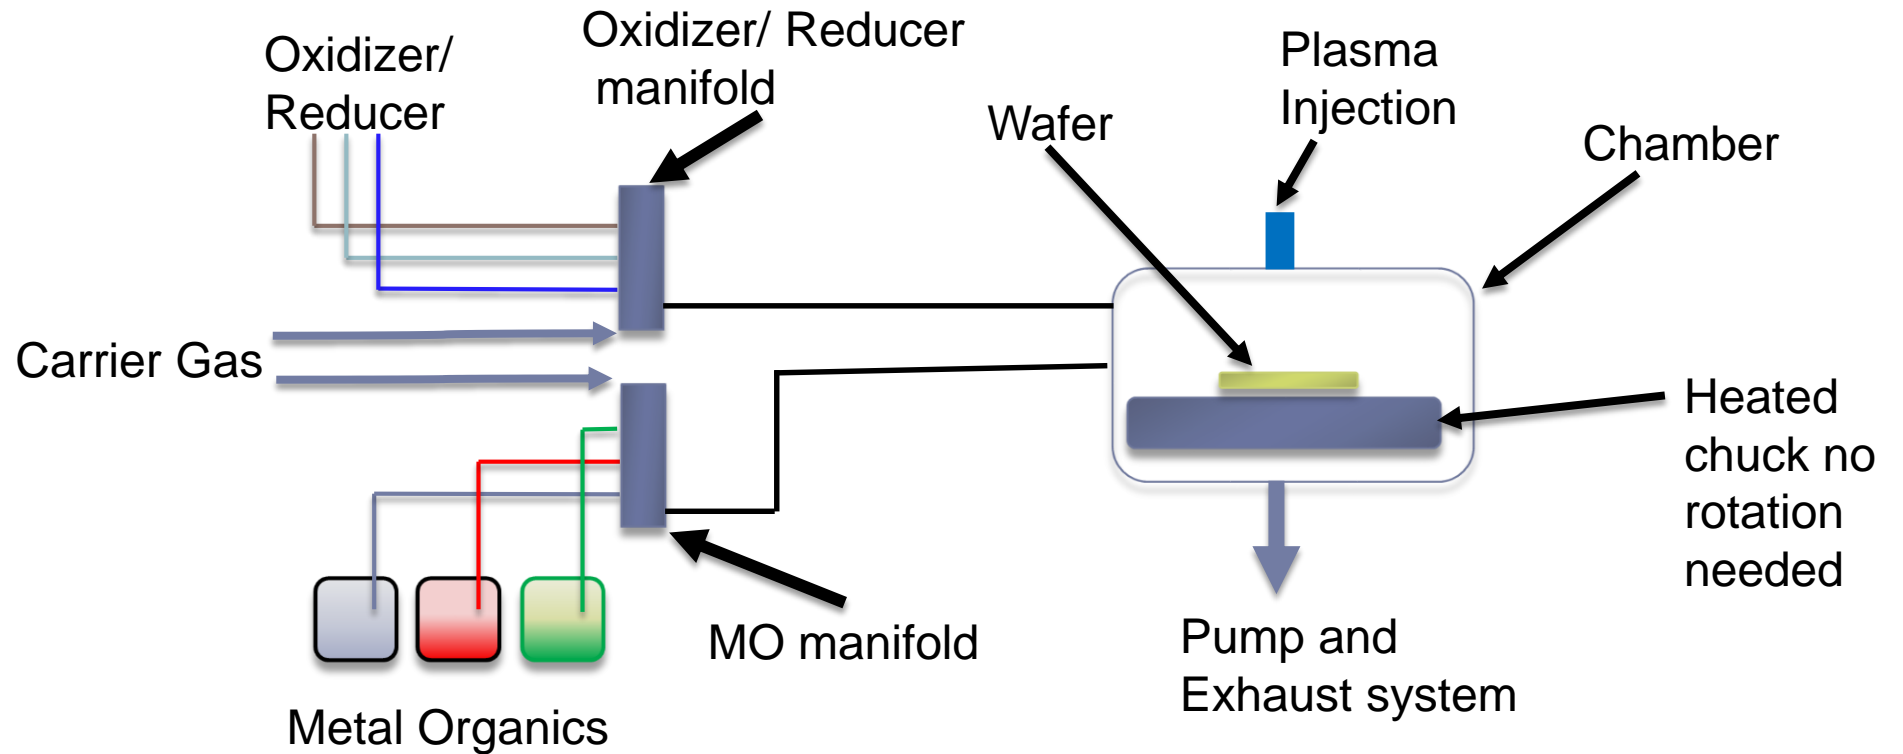 Oxidizer/
Reducer
Oxidizer/ Reducer
manifold
Wafer
Plasma
Injection
Chamber
Carrier Gas
Heated
chuck no
rotation
needed
MO manifold
Pump and
Exhaust system
Metal Organics